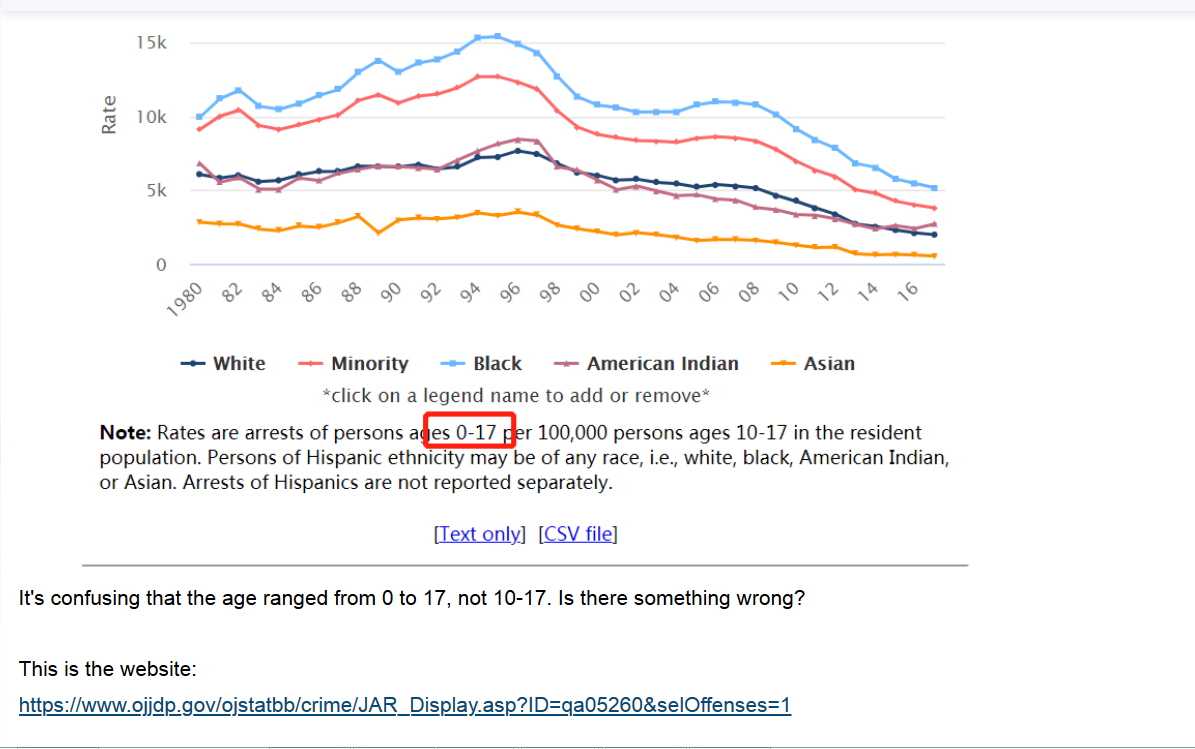 15k
10k
5k
0
Rate
1980 82 84 86 88 90 92 94 96 98 00 02 04 06 08 10 12 14 16
White Minority Black American Indian Asian
*click on a legend name to add or remove*
Note: Rates are arrests of persons ages 0-17 per 100,000 persons ages 10-17 in the resident
population. Persons of Hispanic ethnicity may be of any race, i.e., white, black, American Indian,
or Asian. Arrests of Hispanics are not reported separately.
[Text only] [CSV file]
It's confusing that the age ranged from 0 to 17, not 10-17. Is there something wrong?
This is the website:
https://www.ojjdp.gov/ojstatbb/crime/JAR_Display.asp?ID=qa05260&selOffenses=1